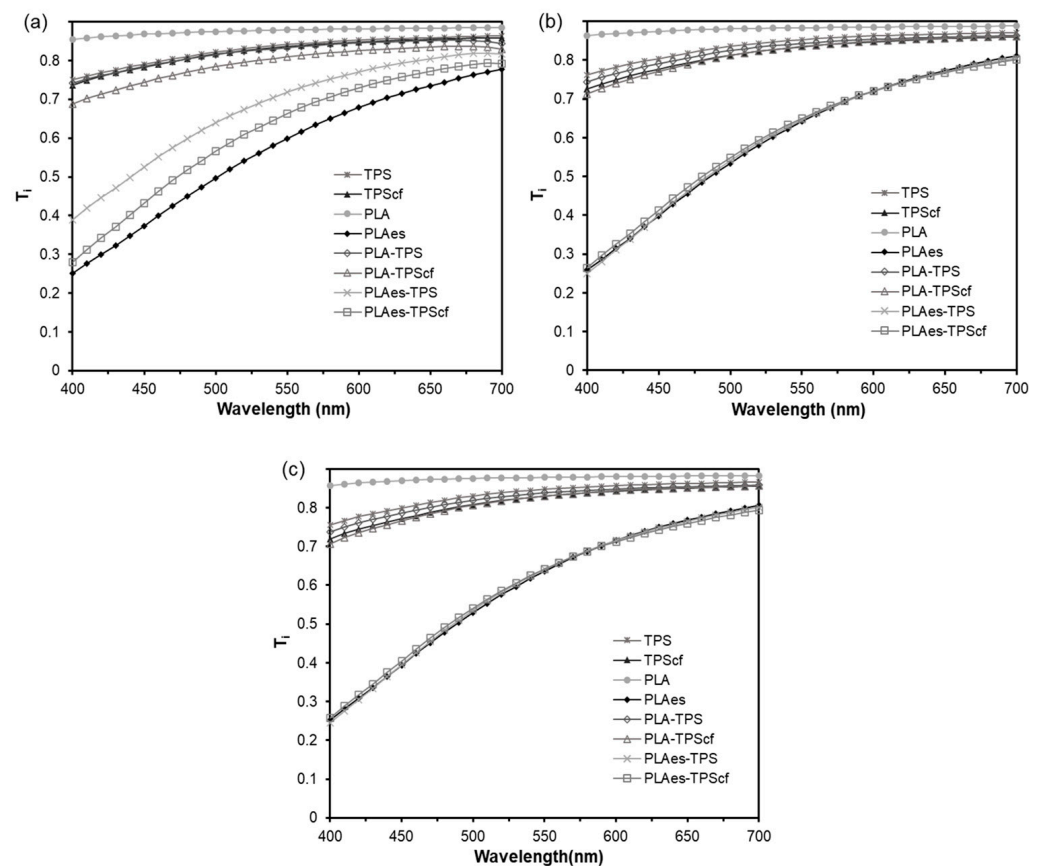 (a)
0.8
0.7
0.6
0.5
0.4
0.3
0.2
0.1
0
Ti
TPS
TPScf
PLA
PLAes
PLA-TPS
PLA-TPScf
PLAes-TPS
PLAes-TPScf
400 450 500 550 600 650 700
Wavelength (nm)
(b)
0.8
0.7
0.6
0.5
0.4
0.3
0.2
0.1
0
Ti
TPS
TPScf
PLA
PLAes
PLA-TPS
PLA-TPScf
PLAes-TPS
PLAes-TPScf
400 450 500 550 600 650 700
Wavelength (nm)
(c)
0.8
0.7
0.6
0.5
0.4
0.3
0.2
0.1
0
Ti
TPS
TPScf
PLA
PLAes
PLA-TPS
PLA-TPScf
PLAes-TPS
PLAes-TPScf
400 450 500 550 600 650 700
Wavelength(nm)